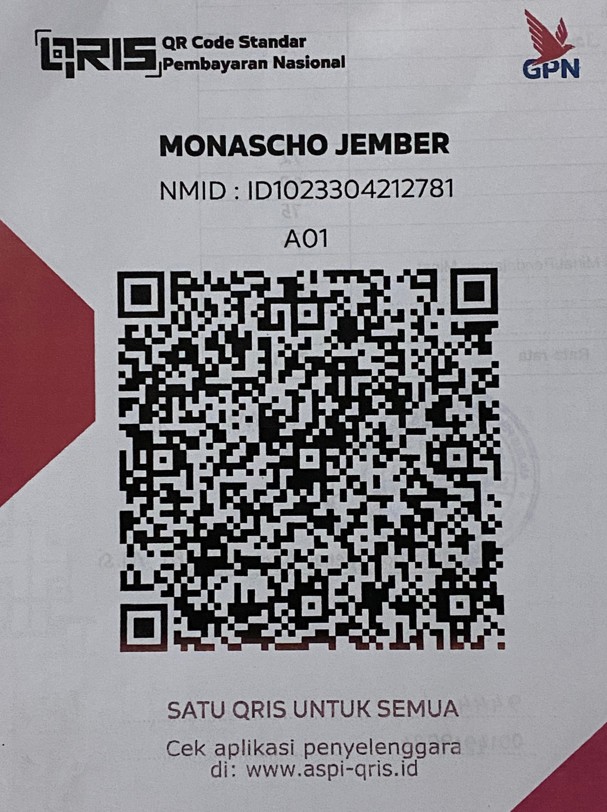 QRIS QR Code Standar
Pembayaran Nasional
GPN
MONASCHO JEMBER
NMID : ID1023304212781
A01
SATU QRIS UNTUK SEMUA
Cek aplikasi penyelenggara
di: www.aspi-qris.id